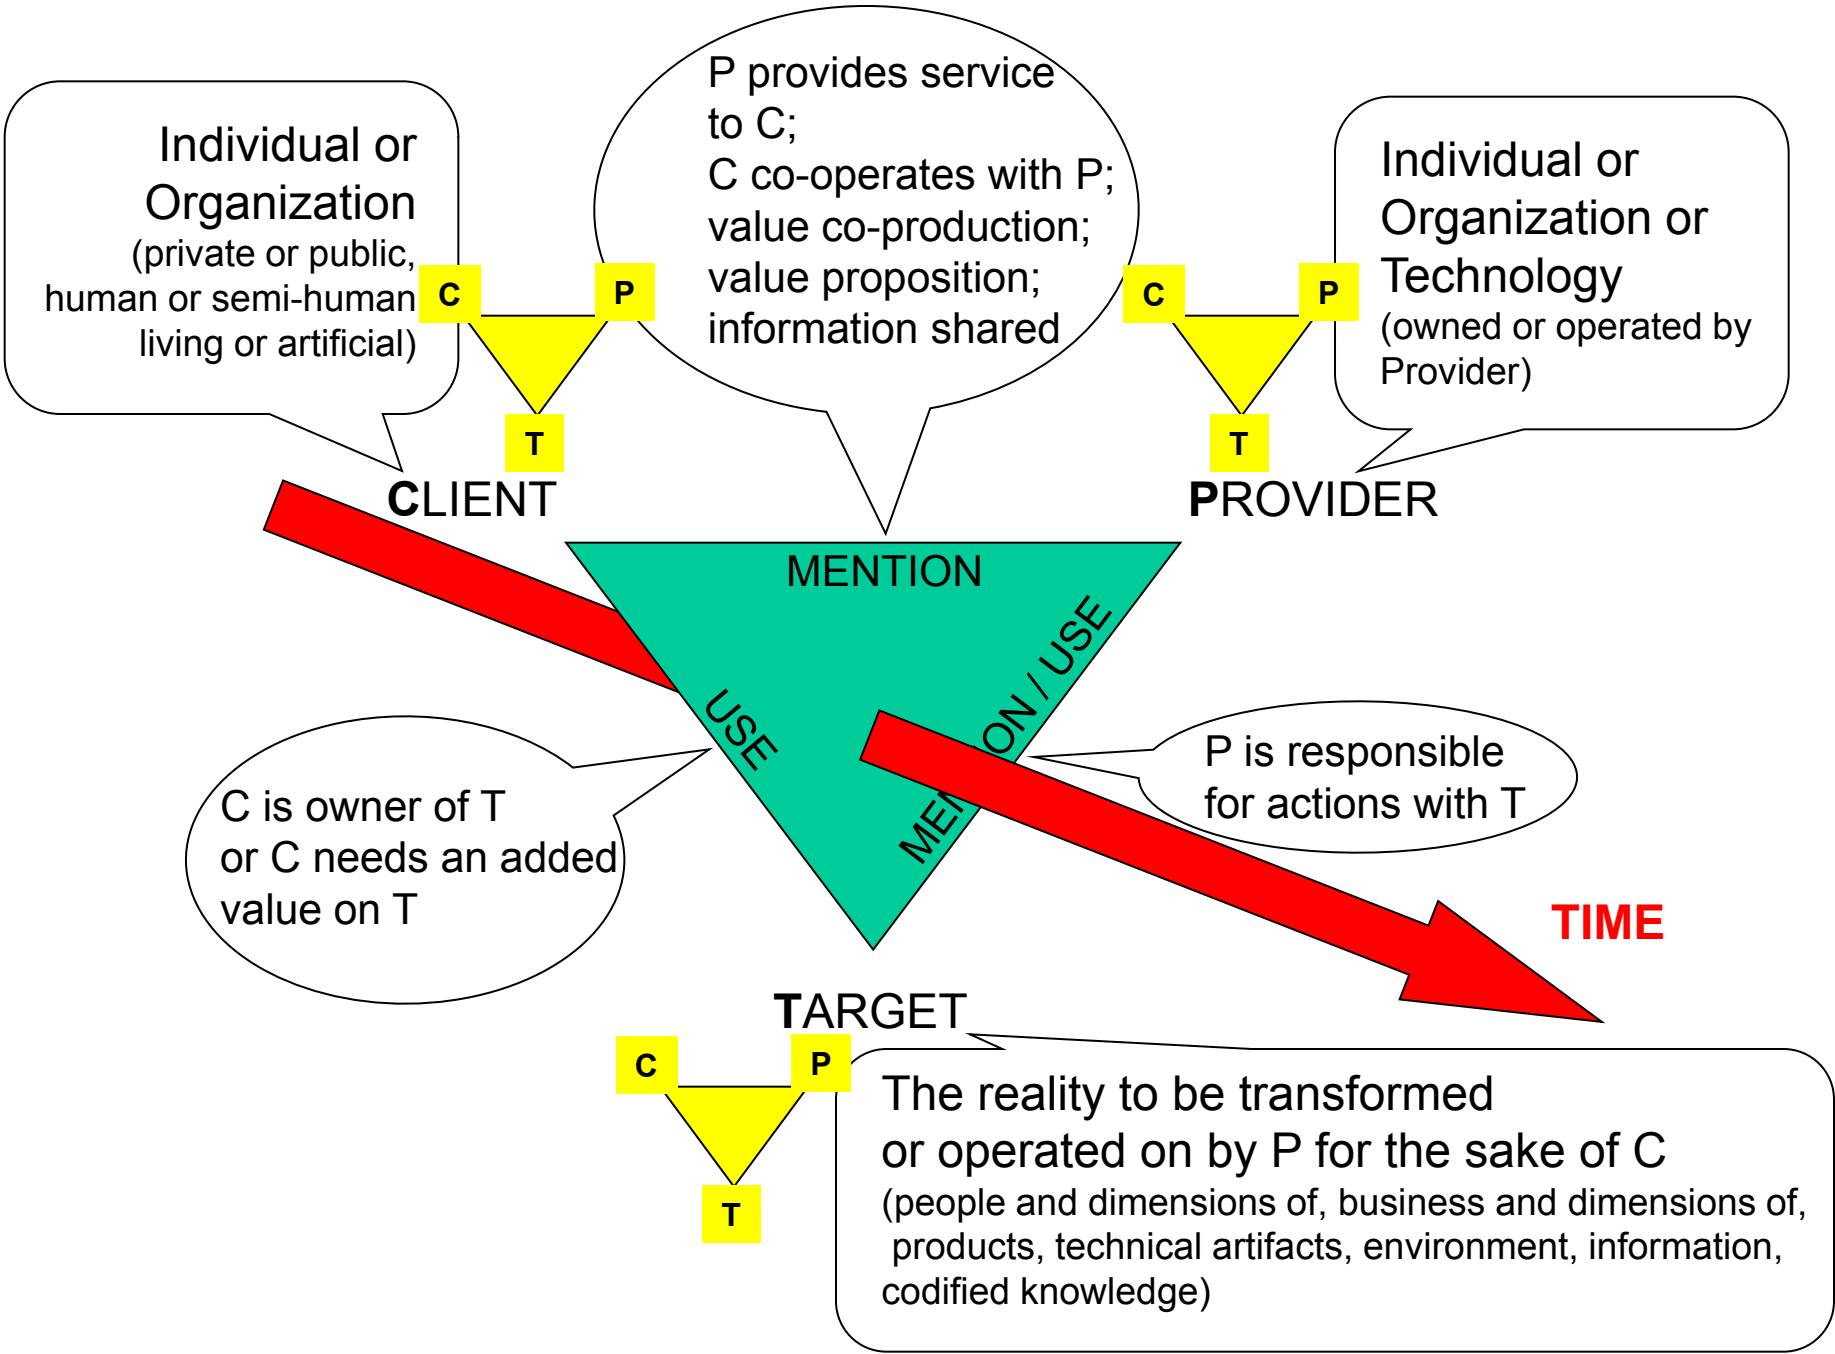 P provides service
to C;
C co-operates with P;
value co-production;
value proposition;
information shared
Individual or
Organization
(private or public,
human or semi-human
living or artificial)
Individual or
Organization or
Technology
(owned or operated by
Provider)
C
P
T
C
P
T
CLIENT
PROVIDER
MENTION
USE
MENTION / USE
C is owner of T
or C needs an added
value on T
P is responsible
for actions with T
TIME
TARGET
C
P
T
The reality to be transformed
or operated on by P for the sake of C
(people and dimensions of, business and dimensions of,
products, technical artifacts, environment, information,
codified knowledge)